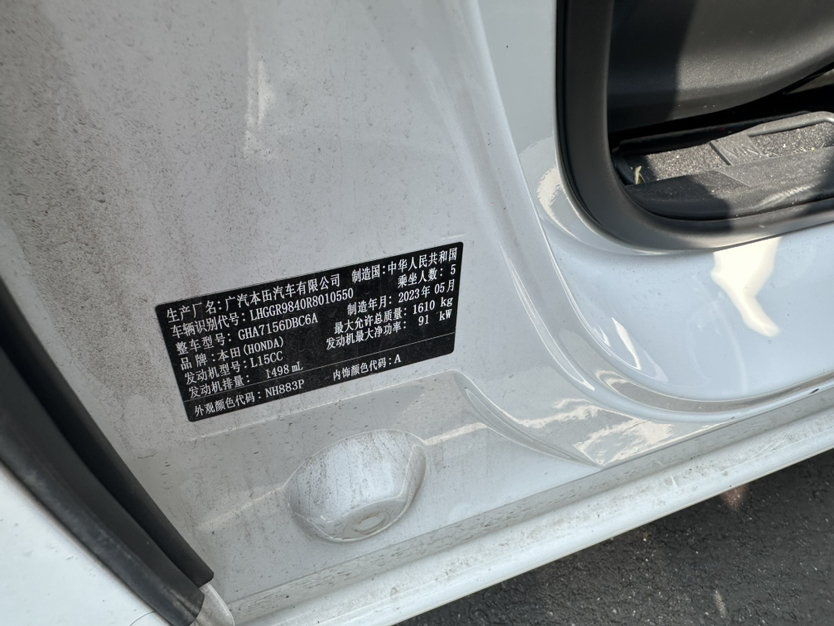 生产厂名：广汽本田汽车有限公司 制造国：中华人民共和国
车辆识别代号：LHGGR9840R8010550 乘坐人数：5
整车型号：GHA7156DBC6A 制造年月：2023年05月
品牌：本田(HONDA) 最大允许总质量：1610 kg
发动机型号：L15CC 发动机最大净功率：91 kW
发动机排量：1498 mL
外观颜色代码：NH883P 内饰颜色代码：A